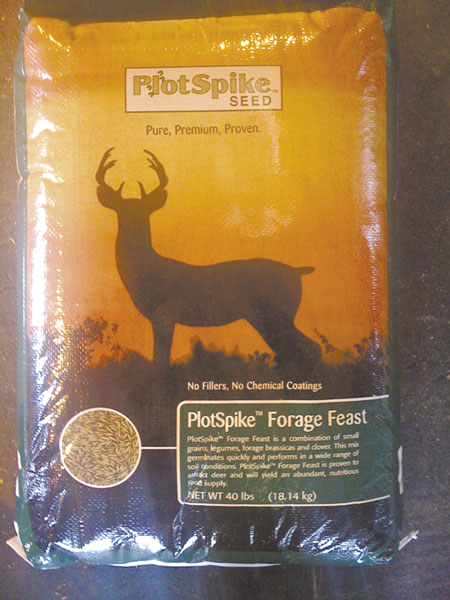 PlotSpike™
SEED
Pure, Premium, Proven.
No Fillers, No Chemical Coatings
PlotSpike™ Forage Feast
PlotSpike™ Forage Feast is a combination of small
grains, legumes, forage brassicas and clover. This mix
germinates quickly and performs in a wide range of
soil conditions. PlotSpike™ Forage Feast is proven to
attract deer and will yield an abundant, nutritious
food supply.
NET WT 40 lbs (18.14 kg)